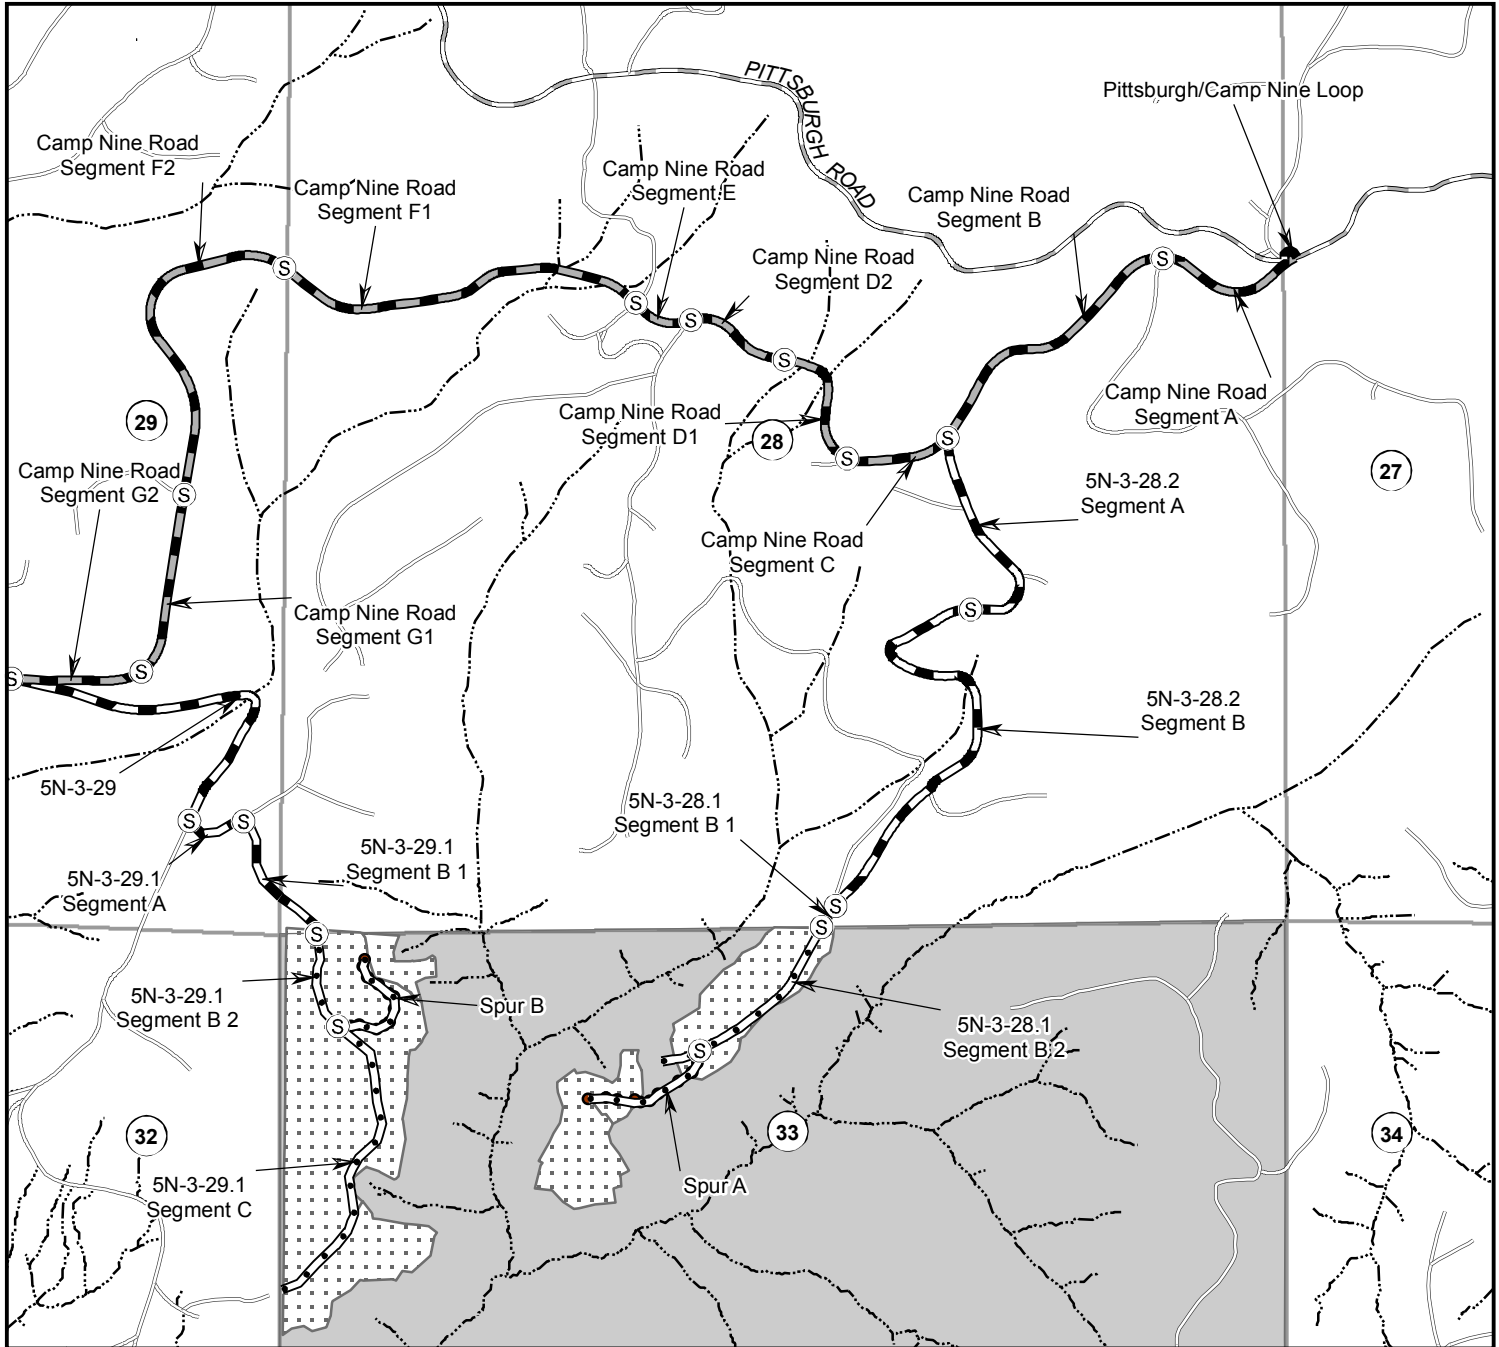 PITTSBURGH ROAD
Pittsburgh/Camp Nine Loop
Camp Nine Road
Segment F2
Camp Nine Road
Segment F1
Camp Nine Road
Segment E
Camp Nine Road
Segment B
Camp Nine Road
Segment D2
S
S
S
S
S
Camp Nine Road
Segment A
29
Camp Nine Road
Segment D1
28
S
S
27
Camp Nine Road
Segment G2
S
5N-3-28.2
Segment A
Camp Nine Road
Segment C
Camp Nine Road
Segment G1
S
S
S
5N-3-28.2
Segment B
5N-3-29
5N-3-28.1
Segment B 1
S
S
5N-3-29.1
Segment B 1
5N-3-29.1
Segment A
S
S
S
5N-3-29.1
Segment B 2
Spur B
S
5N-3-28.1
Segment B 2
S
32
33
34
5N-3-29.1
Segment C
Spur A